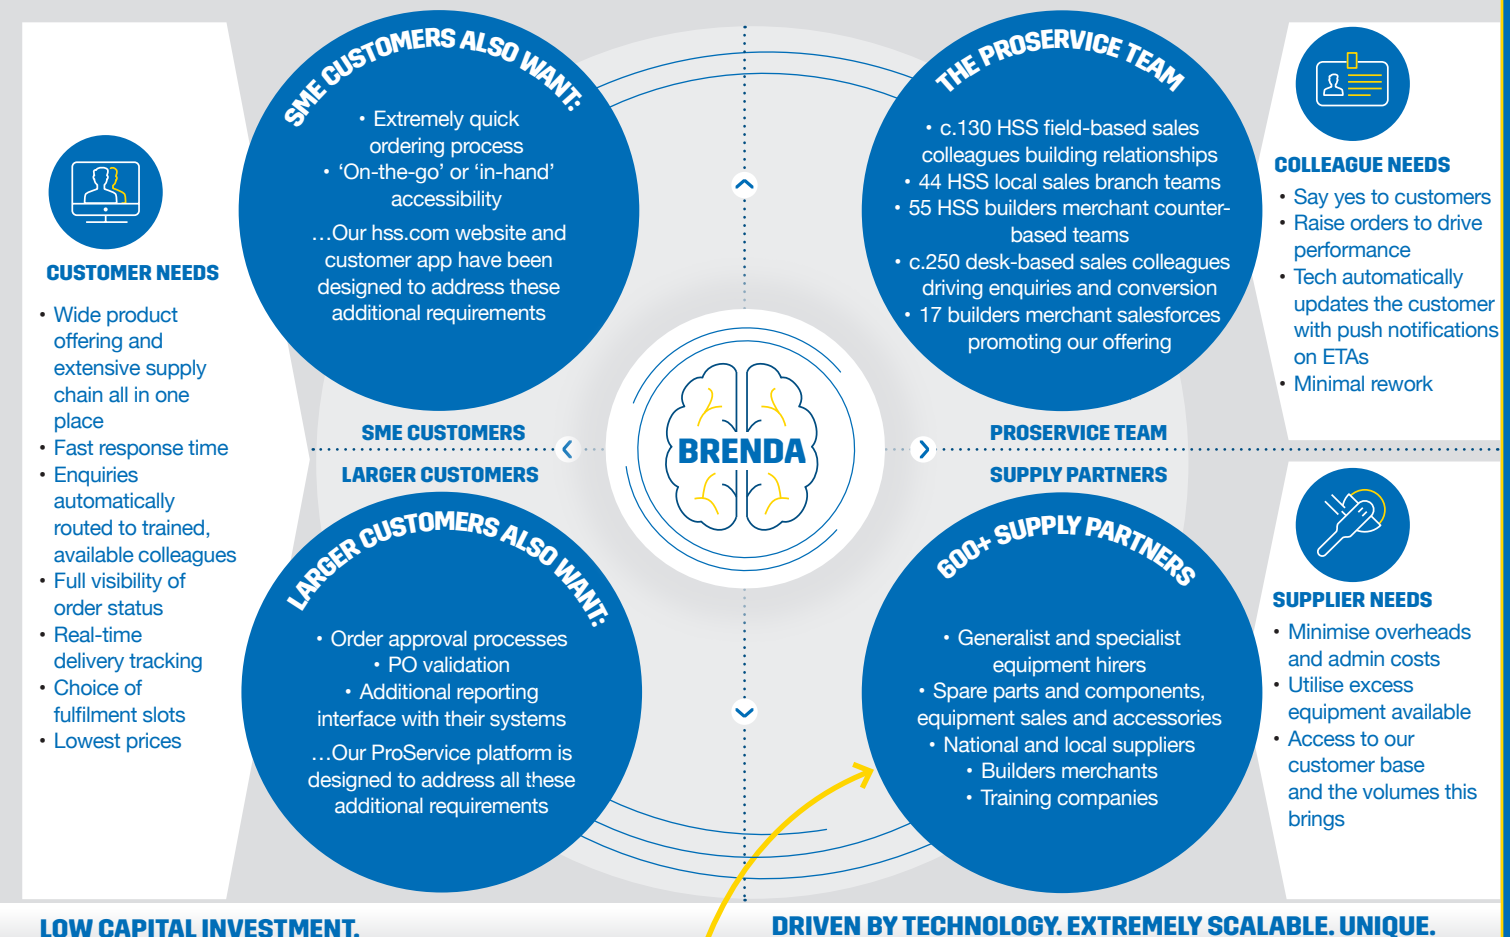 CUSTOMER NEEDS
• Wide product
offering and
extensive supply
chain all in one
place
• Fast response time
• Enquiries
automatically
routed to trained,
available colleagues
• Full visibility of
order status
• Real-time
delivery tracking
• Choice of
fulfilment slots
• Lowest prices
SME CUSTOMERS ALSO WANT:
• Extremely quick
ordering process
• ‘On-the-go’ or ‘in-hand’
accessibility
…Our hss.com website and
customer app have been
designed to address these
additional requirements
SME CUSTOMERS
LARGER CUSTOMERS
LARGER CUSTOMERS ALSO WANT:
• Order approval processes
• PO validation
• Additional reporting
interface with their systems
…Our ProService platform is
designed to address all these
additional requirements
BRENDA
THE PROSERVICE TEAM
• c.130 HSS field-based sales
colleagues building relationships
• 44 HSS local sales branch teams
• 55 HSS builders merchant counter-
based teams
• c.250 desk-based sales colleagues
driving enquiries and conversion
• 17 builders merchant salesforces
promoting our offering
PROSERVICE TEAM
SUPPLY PARTNERS
600+ SUPPLY PARTNERS
• Generalist and specialist
equipment hirers
• Spare parts and components,
equipment sales and accessories
• National and local suppliers
• Builders merchants
• Training companies
COLLEAGUE NEEDS
• Say yes to customers
• Raise orders to drive
performance
• Tech automatically
updates the customer
with push notifications
on ETAs
• Minimal rework
SUPPLIER NEEDS
• Minimise overheads
and admin costs
• Utilise excess
equipment available
• Access to our
customer base
and the volumes this
brings
LOW CAPITAL INVESTMENT.
DRIVEN BY TECHNOLOGY. EXTREMELY SCALABLE. UNIQUE.